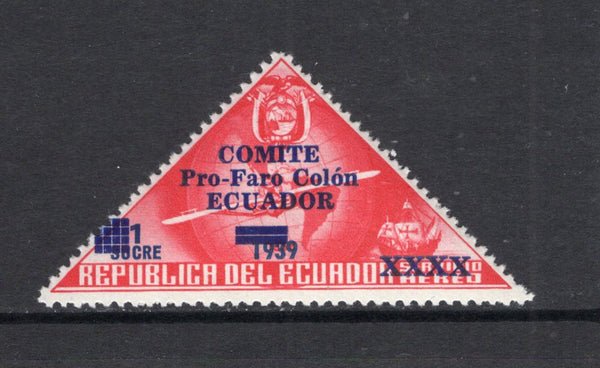 COMITE
Pro-Faro Colón
ECUADOR
1
SUCRE
1939
REPUBLICA DEL ECUADOR
XXXX
AEREO